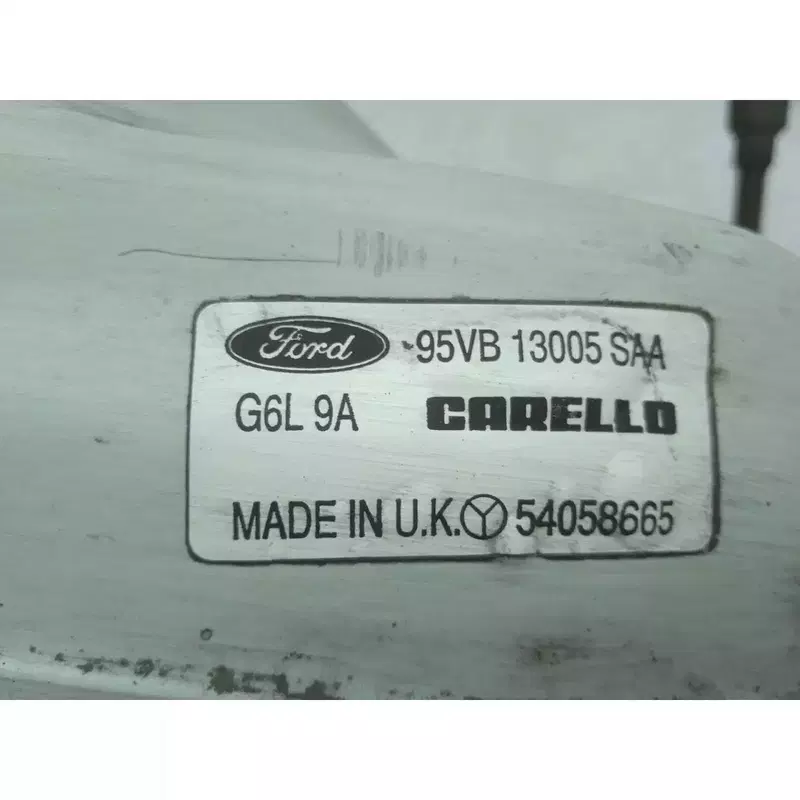 Ford 95VB 13005 SAA
G6L 9A CARELLO
MADE IN U.K. 54058665